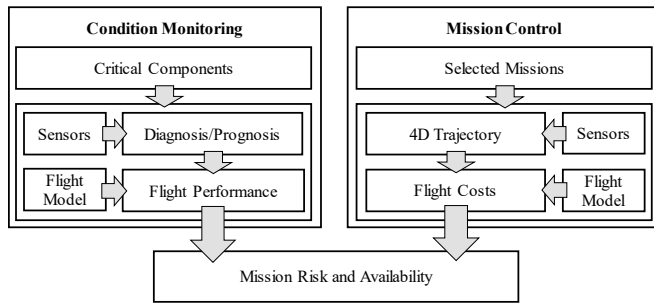 Condition Monitoring
Critical Components
Sensors
Diagnosis/Prognosis
Flight
Model
Flight Performance
Mission Control
Selected Missions
4D Trajectory
Sensors
Flight Costs
Flight
Model
Mission Risk and Availability